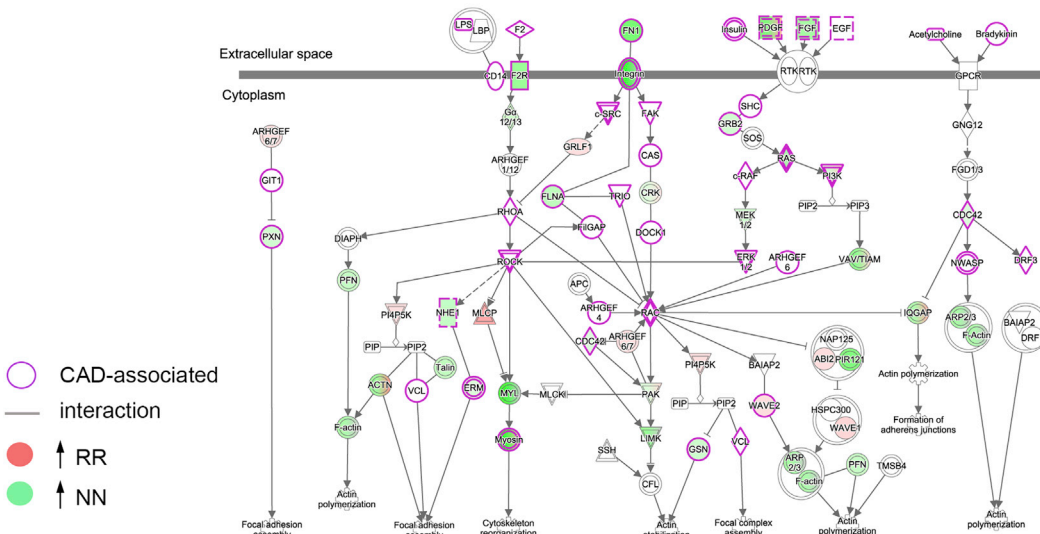 LPS
LBP
F2
FN1
Insulin
PDGF
FGF
EGF
Acetylcholine
Bradykinin
Extracellular space
CD14
F2R
Integrin
RTK
RTK
GPCR
Cytoplasm
Gα
12/13
c-SRC
FAK
SHC
GRB2
SOS
GNG12
ARHGEF
6/7
GRLF1
ARHGEF
1/12
CAS
RAS
c-RAF
PI3K
FGD1/3
GIT1
FLNA
TRIO
CRK
PIP2
PIP3
RHOA
MEK
1/2
CDC42
PXN
DIAPH
FilGAP
DOCK1
ROCK
ERK
1/2
ARHGEF
6
VAV/TIAM
NWASP
DRF3
PFN
APC
PI4P5K
NHE1
MLCP
ARHGEF
4
RAC
IQGAP
ARP2/3
F-Actin
BAIAP2
DRF
CDC42
ARHGEF
6/7
NAP125
ABI2
PIR121
PIP
PIP2
Talin
PI4P5K
BAIAP2
Actin
polymerization
CAD-associated
ACTN
VCL
ERM
MYL
MLCK
PAK
PIP
PIP2
WAVE2
HSPC300
WAVE1
Formation of
adherens junctions
interaction
F-actin
Myosin
LIMK
GSN
VCL
RR
SSH
CFL
ARP
2/3
F-actin
PFN
TMSB4
NN
Actin
polymerization
Focal adhesion
assembly
Focal adhesion
assembly
Cytoskeleton
reorganization
Actin
stabilization
Focal complex
assembly
Actin
polymerization
Actin
polymerization